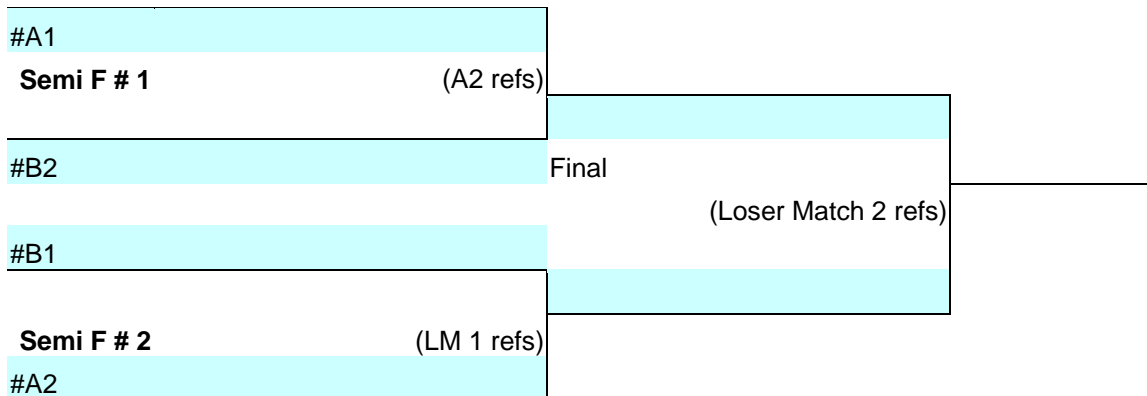 #A1
Semi F # 1 (A2 refs)
#B2 Final
(Loser Match 2 refs)
#B1
Semi F # 2 (LM 1 refs)
#A2